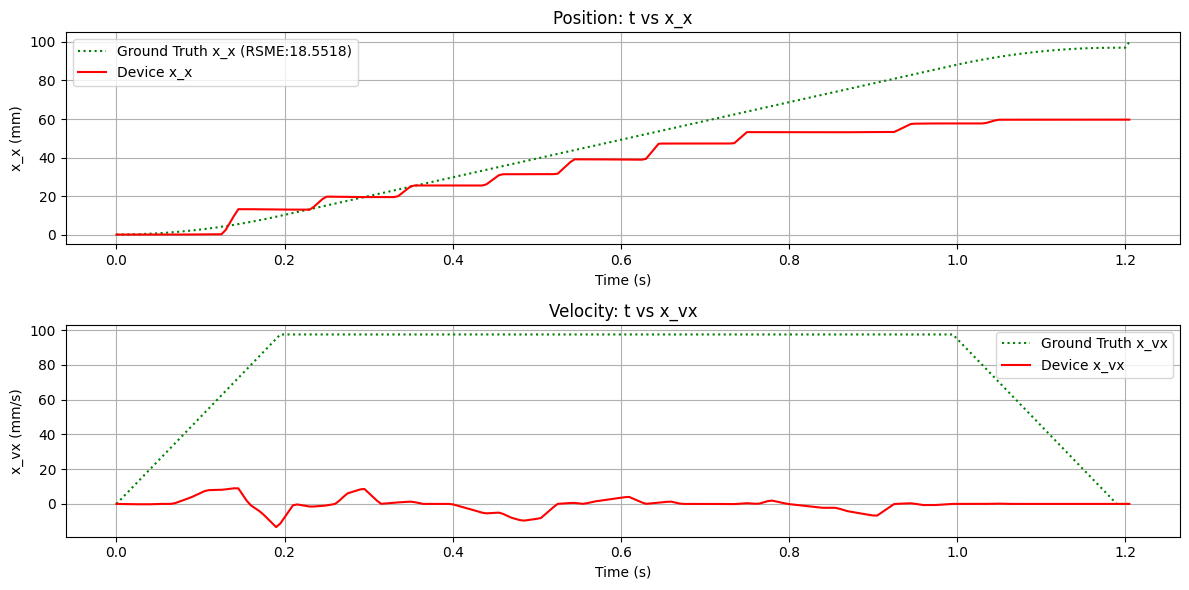 Position: t vs x_x
100
80
60
40
20
0
x_x (mm)
Ground Truth x_x (RSME:18.5518)
Device x_x
0.0 0.2 0.4 0.6 0.8 1.0 1.2
Time (s)
Velocity: t vs x_vx
100
80
60
40
20
0
x_vx (mm/s)
Ground Truth x_vx
Device x_vx
0.0 0.2 0.4 0.6 0.8 1.0 1.2
Time (s)